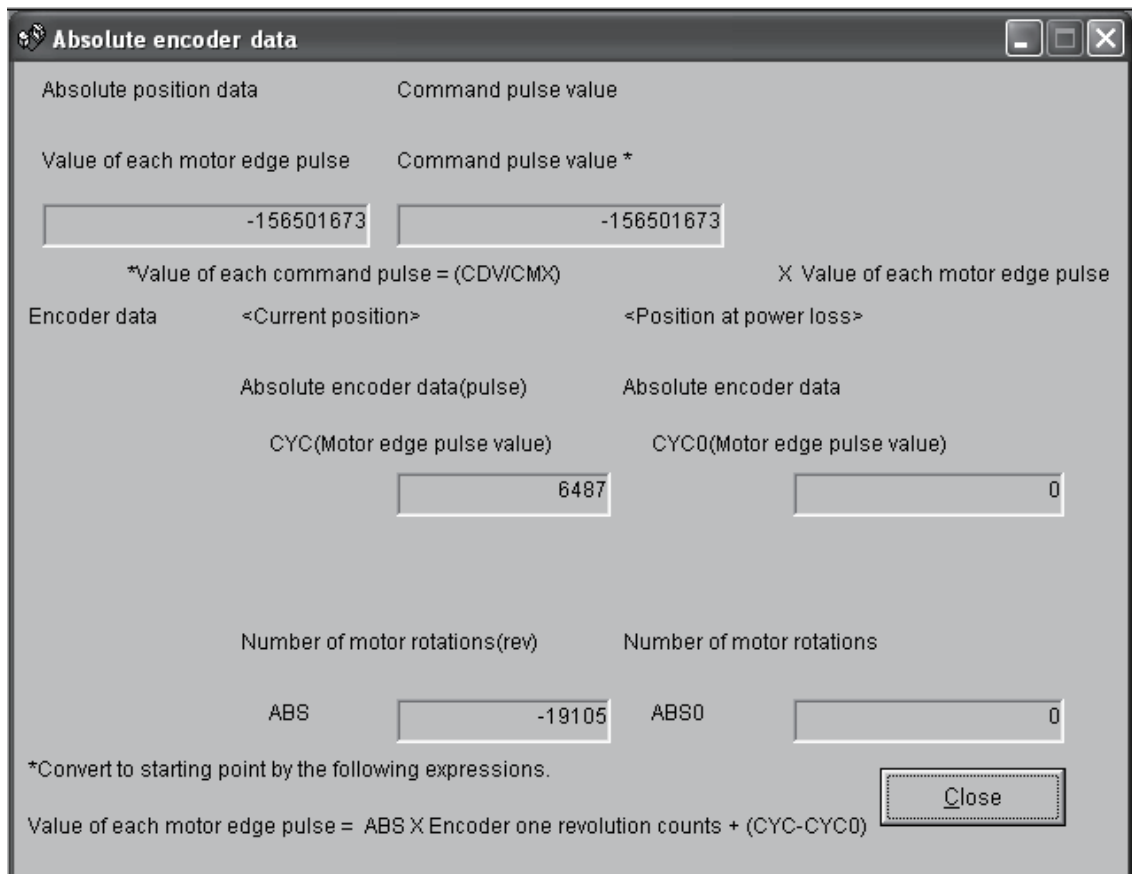 Absolute encoder data
Absolute position data Command pulse value
Value of each motor edge pulse Command pulse value *
-156501673 -156501673
*Value of each command pulse = (CDV/CMX) X Value of each motor edge pulse
Encoder data <Current position> <Position at power loss>
Absolute encoder data(pulse) Absolute encoder data
CYC(Motor edge pulse value) CYC0(Motor edge pulse value)
6487 0
Number of motor rotations(rev) Number of motor rotations
ABS -19105 ABS0 0
*Convert to starting point by the following expressions.
Close
Value of each motor edge pulse = ABS X Encoder one revolution counts + (CYC-CYC0)